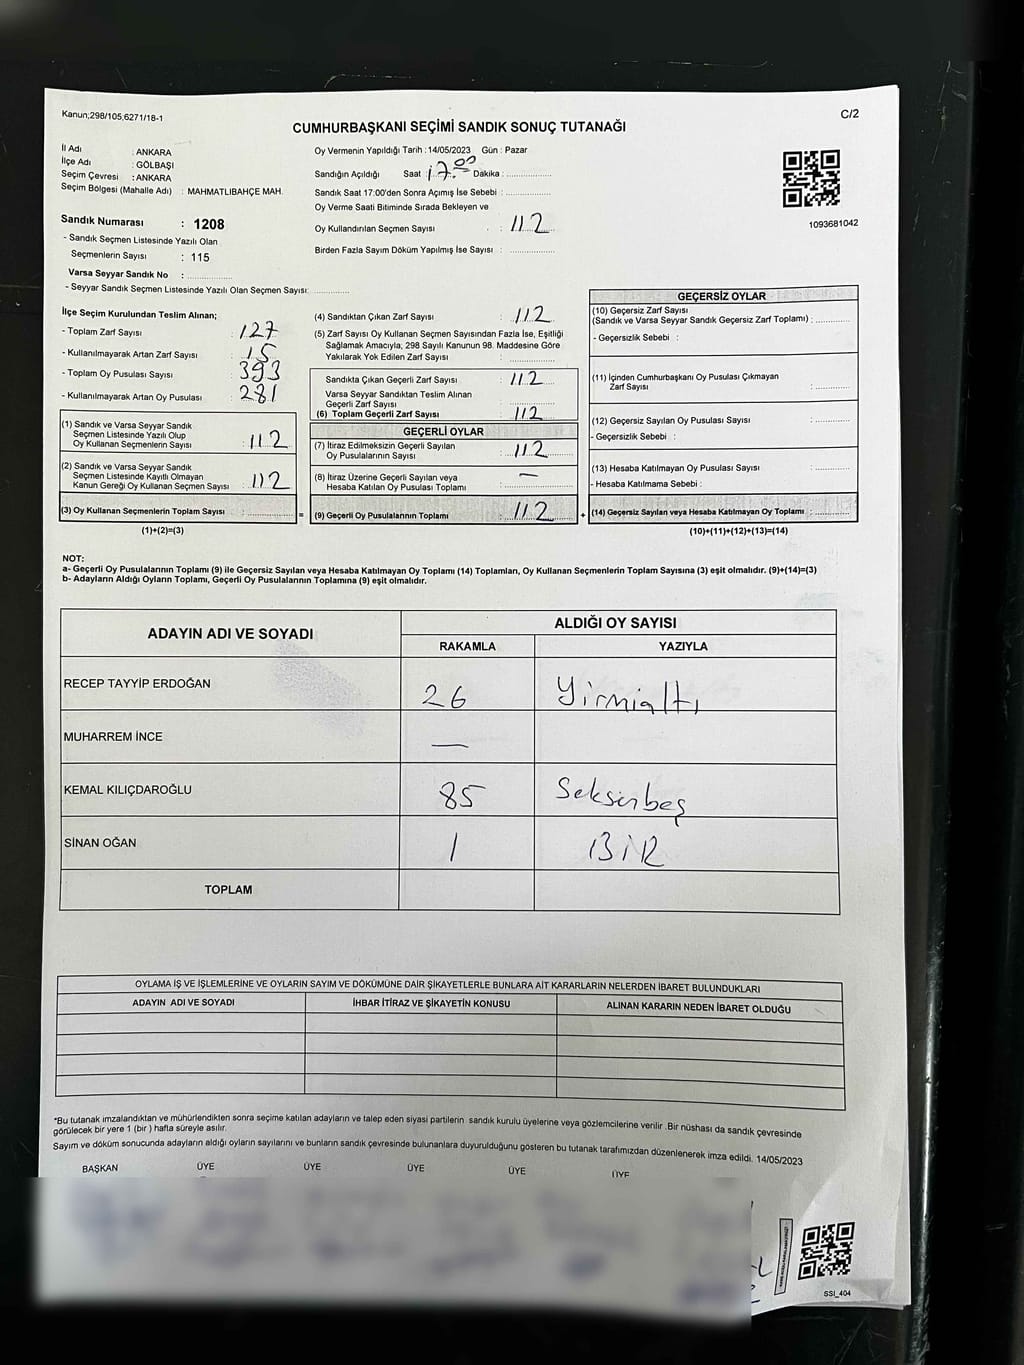 Kanun;298/105,6271/18-1
C/2
CUMHURBAŞKANI SEÇİMİ SANDIK SONUÇ TUTANAĞI
İl Adı : ANKARA
İlçe Adı : GÖLBAŞI
Seçim Çevresi : ANKARA
Seçim Bölgesi (Mahalle Adı) : MAHMATLIBAHÇE MAH.
Sandık Numarası : 1208
- Sandık Seçmen Listesinde Yazılı Olan
Seçmenlerin Sayısı : 115
Varsa Seyyar Sandık No : ..............
- Seyyar Sandık Seçmen Listesinde Yazılı Olan Seçmen Sayısı: ..............
Oy Vermenin Yapıldığı Tarih : 14/05/2023 Gün : Pazar
Sandığın Açıldığı Saat : 17.00 Dakika : ..............
Sandık Saat 17:00'den Sonra Açımış İse Sebebi : ..............
Oy Verme Saati Bitiminde Sırada Bekleyen ve
Oy Kullandırılan Seçmen Sayısı : 112
Birden Fazla Sayım Döküm Yapılmış İse Sayısı : ..............
1093681042
İlçe Seçim Kurulundan Teslim Alınan;
- Toplam Zarf Sayısı : 127
- Kullanılmayarak Artan Zarf Sayısı : 15
- Toplam Oy Pusulası Sayısı : 393
- Kullanılmayarak Artan Oy Pusulası : 281
(1) Sandık ve Varsa Seyyar Sandık
Seçmen Listesinde Yazılı Olup
Oy Kullanan Seçmenlerin Sayısı : 112
(2) Sandık ve Varsa Seyyar Sandık
Seçmen Listesinde Kayıtlı Olmayan
Kanun Gereği Oy Kullanan Seçmen Sayısı : 112
(3) Oy Kullanan Seçmenlerin Toplam Sayısı : ..............
(1)+(2)=(3)
=
(4) Sandıktan Çıkan Zarf Sayısı : 112
(5) Zarf Sayısı Oy Kullanan Seçmen Sayısından Fazla İse, Eşitliği
Sağlamak Amacıyla; 298 Sayılı Kanunun 98. Maddesine Göre
Yakılarak Yok Edilen Zarf Sayısı : ..............
Sandıkta Çıkan Geçerli Zarf Sayısı : 112
Varsa Seyyar Sandıktan Teslim Alınan
Geçerli Zarf Sayısı : ..............
(6) Toplam Geçerli Zarf Sayısı : 112
GEÇERLİ OYLAR
(7) İtiraz Edilmeksizin Geçerli Sayılan
Oy Pusulalarının Sayısı : 112
(8) İtiraz Üzerine Geçerli Sayılan veya
Hesaba Katılan Oy Pusulası Toplamı : —
(9) Geçerli Oy Pusulalarının Toplamı : 112
+
GEÇERSİZ OYLAR
(10) Geçersiz Zarf Sayısı
(Sandık ve Varsa Seyyar Sandık Geçersiz Zarf Toplamı) : ..............
- Geçersizlik Sebebi :
(11) İçinden Cumhurbaşkanı Oy Pusulası Çıkmayan
Zarf Sayısı : ..............
(12) Geçersiz Sayılan Oy Pusulası Sayısı : ..............
- Geçersizlik Sebebi :
(13) Hesaba Katılmayan Oy Pusulası Sayısı : ..............
- Hesaba Katılmama Sebebi :
(14) Geçersiz Sayılan veya Hesaba Katılmayan Oy Toplamı : ..............
(10)+(11)+(12)+(13)=(14)
NOT:
a- Geçerli Oy Pusulalarının Toplamı (9) ile Geçersiz Sayılan veya Hesaba Katılmayan Oy Toplamı (14) Toplamları, Oy Kullanan Seçmenlerin Toplam Sayısına (3) eşit olmalıdır. (9)+(14)=(3)
b- Adayların Aldığı Oyların Toplamı, Geçerli Oy Pusulalarının Toplamına (9) eşit olmalıdır.
ADAYIN ADI VE SOYADI
ALDIĞI OY SAYISI
RAKAMLA YAZIYLA
RECEP TAYYİP ERDOĞAN 26 Yirmialtı
MUHARREM İNCE —
KEMAL KILIÇDAROĞLU 85 Seksenbeş
SİNAN OĞAN 1 BİR
TOPLAM
OYLAMA İŞ VE İŞLEMLERİNE VE OYLARIN SAYIM VE DÖKÜMÜNE DAİR ŞİKAYETLERLE BUNLARA AİT KARARLARIN NELERDEN İBARET BULUNDUKLARI
ADAYIN ADI VE SOYADI İHBAR İTİRAZ VE ŞİKAYETİN KONUSU ALINAN KARARIN NEDEN İBARET OLDUĞU
*Bu tutanak imzalandıktan ve mühürlendikten sonra seçime katılan adayların ve talep eden siyasi partilerin sandık kurulu üyelerine veya gözlemcilerine verilir .Bir nüshası da sandık çevresinde
görülecek bir yere 1 (bir ) hafta süreyle asılır.
Sayım ve döküm sonucunda adayların aldığı oyların sayılarını ve bunların sandık çevresinde bulunanlara duyurulduğunu gösteren bu tutanak tarafımızdan düzenlenerek imza edildi. 14/05/2023
BAŞKAN ÜYE ÜYE ÜYE ÜYE ÜYE
SSİ_404